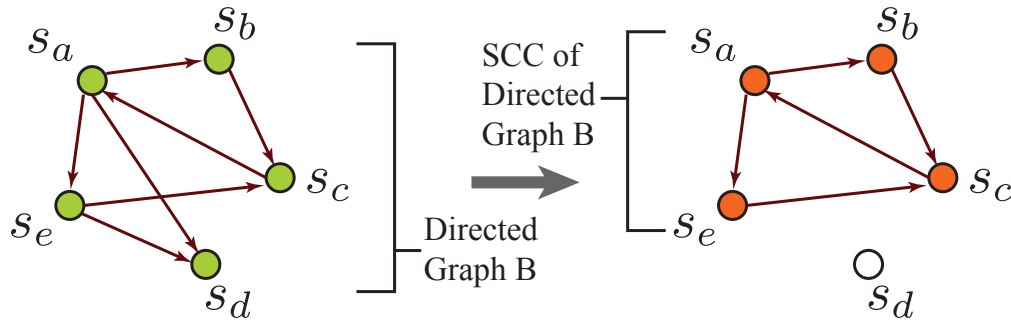 s_a
s_b
s_c
s_e
s_d
Directed
Graph B
SCC of
Directed
Graph B
s_a
s_b
s_c
s_e
s_d